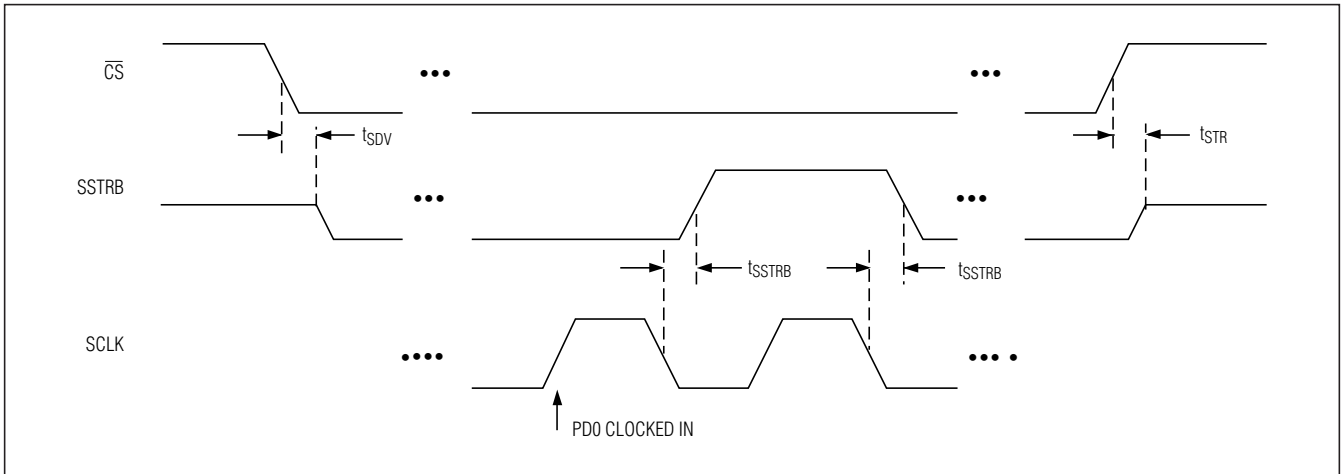 CS
tSDV
tSTR
SSTRB
tSSTRB
tSSTRB
SCLK
PD0 CLOCKED IN